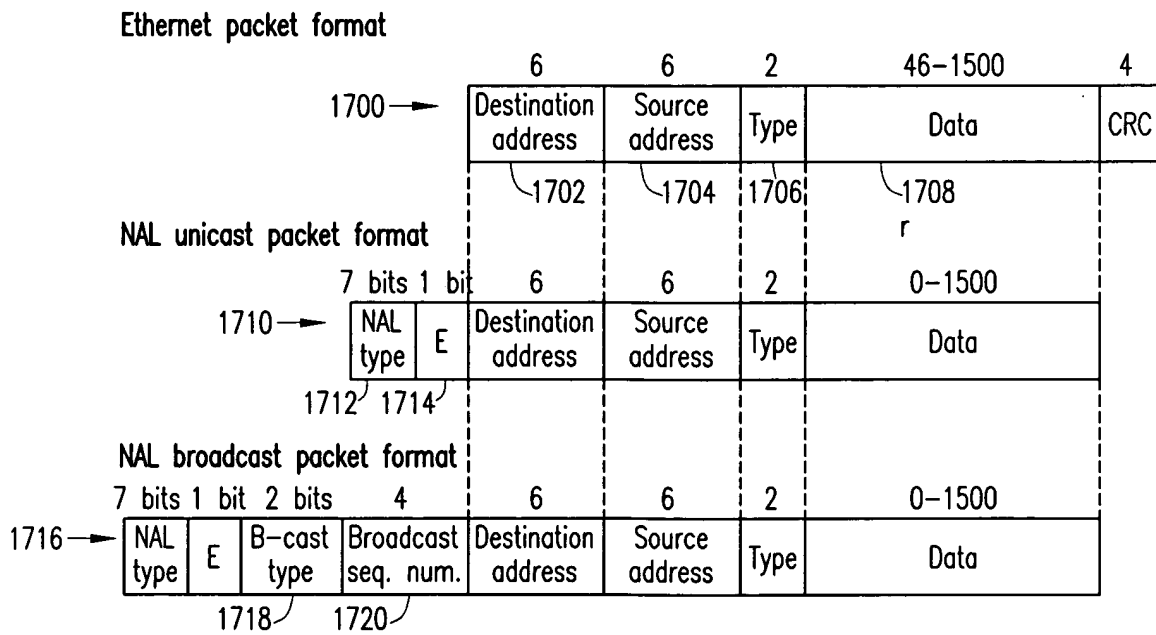 Ethernet packet format
6 6 2 46–1500 4
1700 Destination address Source address Type Data CRC
1702 1704 1706 1708
r
NAL unicast packet format
7 bits 1 bit 6 6 2 0–1500
1710 NAL type E Destination address Source address Type Data
1712 1714
NAL broadcast packet format
7 bits 1 bit 2 bits 4 6 6 2 0–1500
1716 NAL type E B–cast type Broadcast seq. num. Destination address Source address Type Data
1718 1720